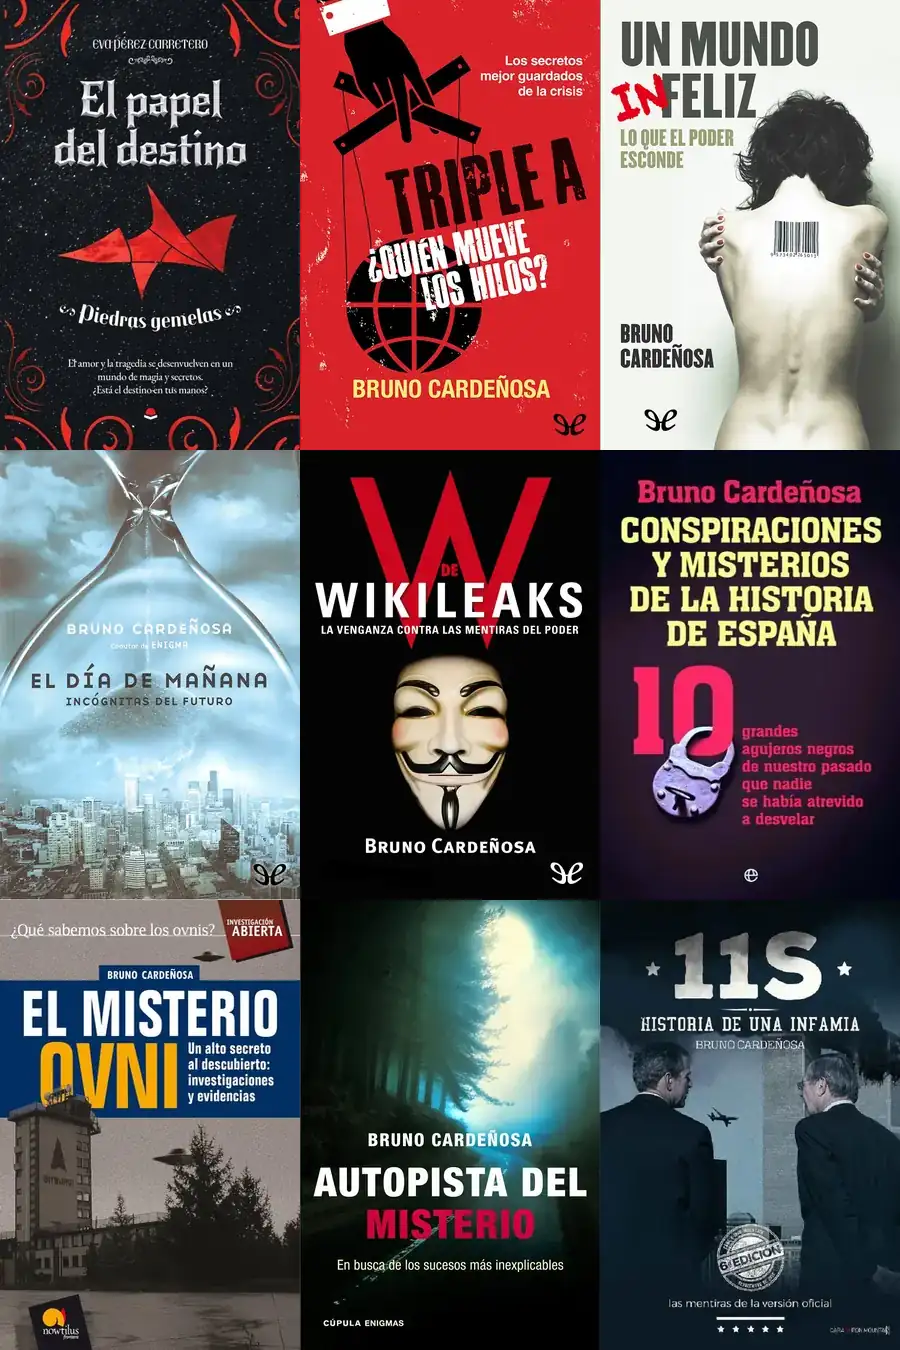 EVA PÉREZ CARRETERO
El papel
del destino
Piedras gemelas
El amor y la tragedia se desenvuelven en un
mundo de magia y secretos.
¿Está el destino en tus manos?
Los secretos
mejor guardados
de la crisis
TRIPLE A
¿QUIÉN MUEVE
LOS HILOS?
BRUNO CARDEÑOSA
UN MUNDO
INFELIZ
LO QUE EL PODER
ESCONDE
BRUNO
CARDEÑOSA
BRUNO CARDEÑOSA
Creador de ENIGMA
EL DÍA DE MAÑANA
INCÓGNITAS DEL FUTURO
W
DE
WIKILEAKS
LA VENGANZA CONTRA LAS MENTIRAS DEL PODER
BRUNO CARDEÑOSA
Bruno Cardeñosa
CONSPIRACIONES
Y MISTERIOS
DE LA HISTORIA
DE ESPAÑA
10
grandes
agujeros negros
de nuestro pasado
que nadie
se había atrevido
a desvelar
¿Qué sabemos sobre los ovnis?
INVESTIGACIÓN
ABIERTA
BRUNO CARDEÑOSA
EL MISTERIO
OVNI
Un alto secreto
al descubierto:
investigaciones
y evidencias
nowtilus
frontera
BRUNO CARDEÑOSA
AUTOPISTA DEL
MISTERIO
En busca de los sucesos más inexplicables
CÚPULA ENIGMAS
11S
HISTORIA DE UNA INFAMIA
BRUNO CARDEÑOSA
6ª EDICIÓN
las mentiras de la versión oficial